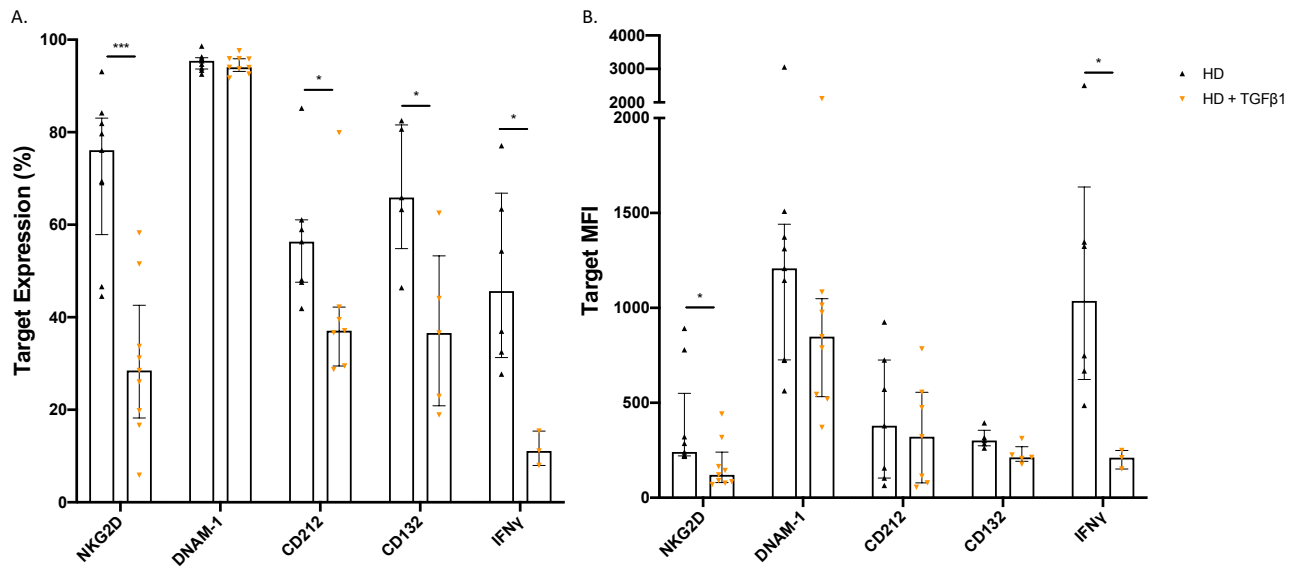 A.
Target Expression (%)
100
80
60
40
20
0
***
*
*
*
NKG2D
DNAM-1
CD212
CD132
IFNγ
B.
Target MFI
4000
3000
2000
2000
1500
1000
500
0
*
*
NKG2D
DNAM-1
CD212
CD132
IFNγ
HD
HD + TGFβ1